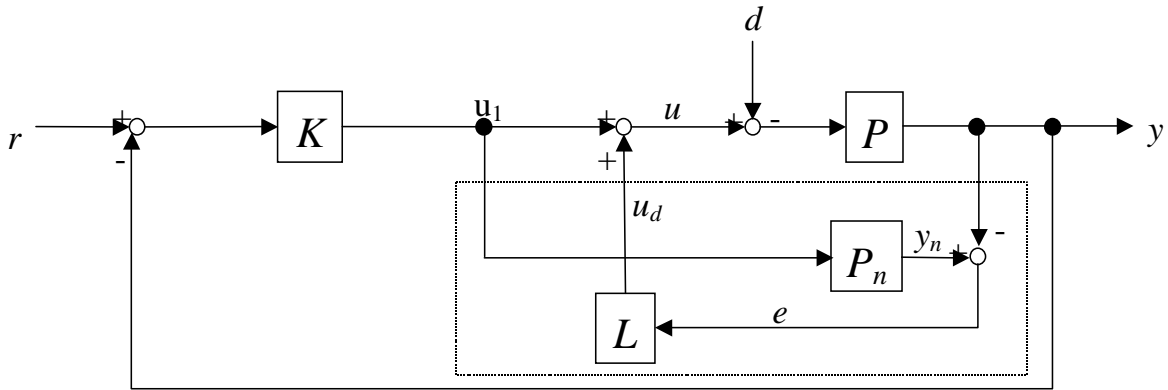 d
r + - K u₁ + + u + - P y
u_d
P_n y_n + -
L e